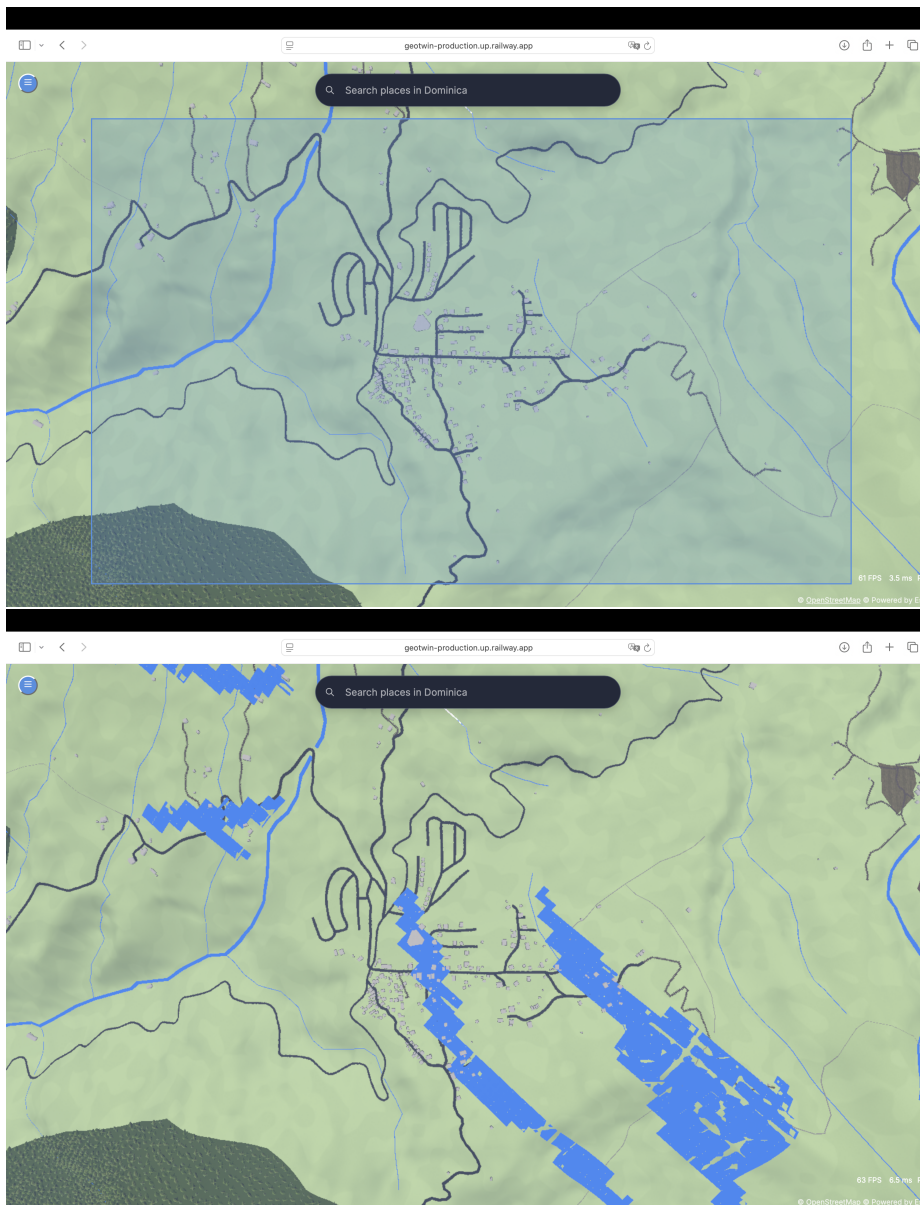 geotwin-production.up.railway.app
Search places in Dominica
61 FPS 3.5 ms
© OpenStreetMap © Powered by E
geotwin-production.up.railway.app
Search places in Dominica
63 FPS 6.5 ms
© OpenStreetMap © Powered by E